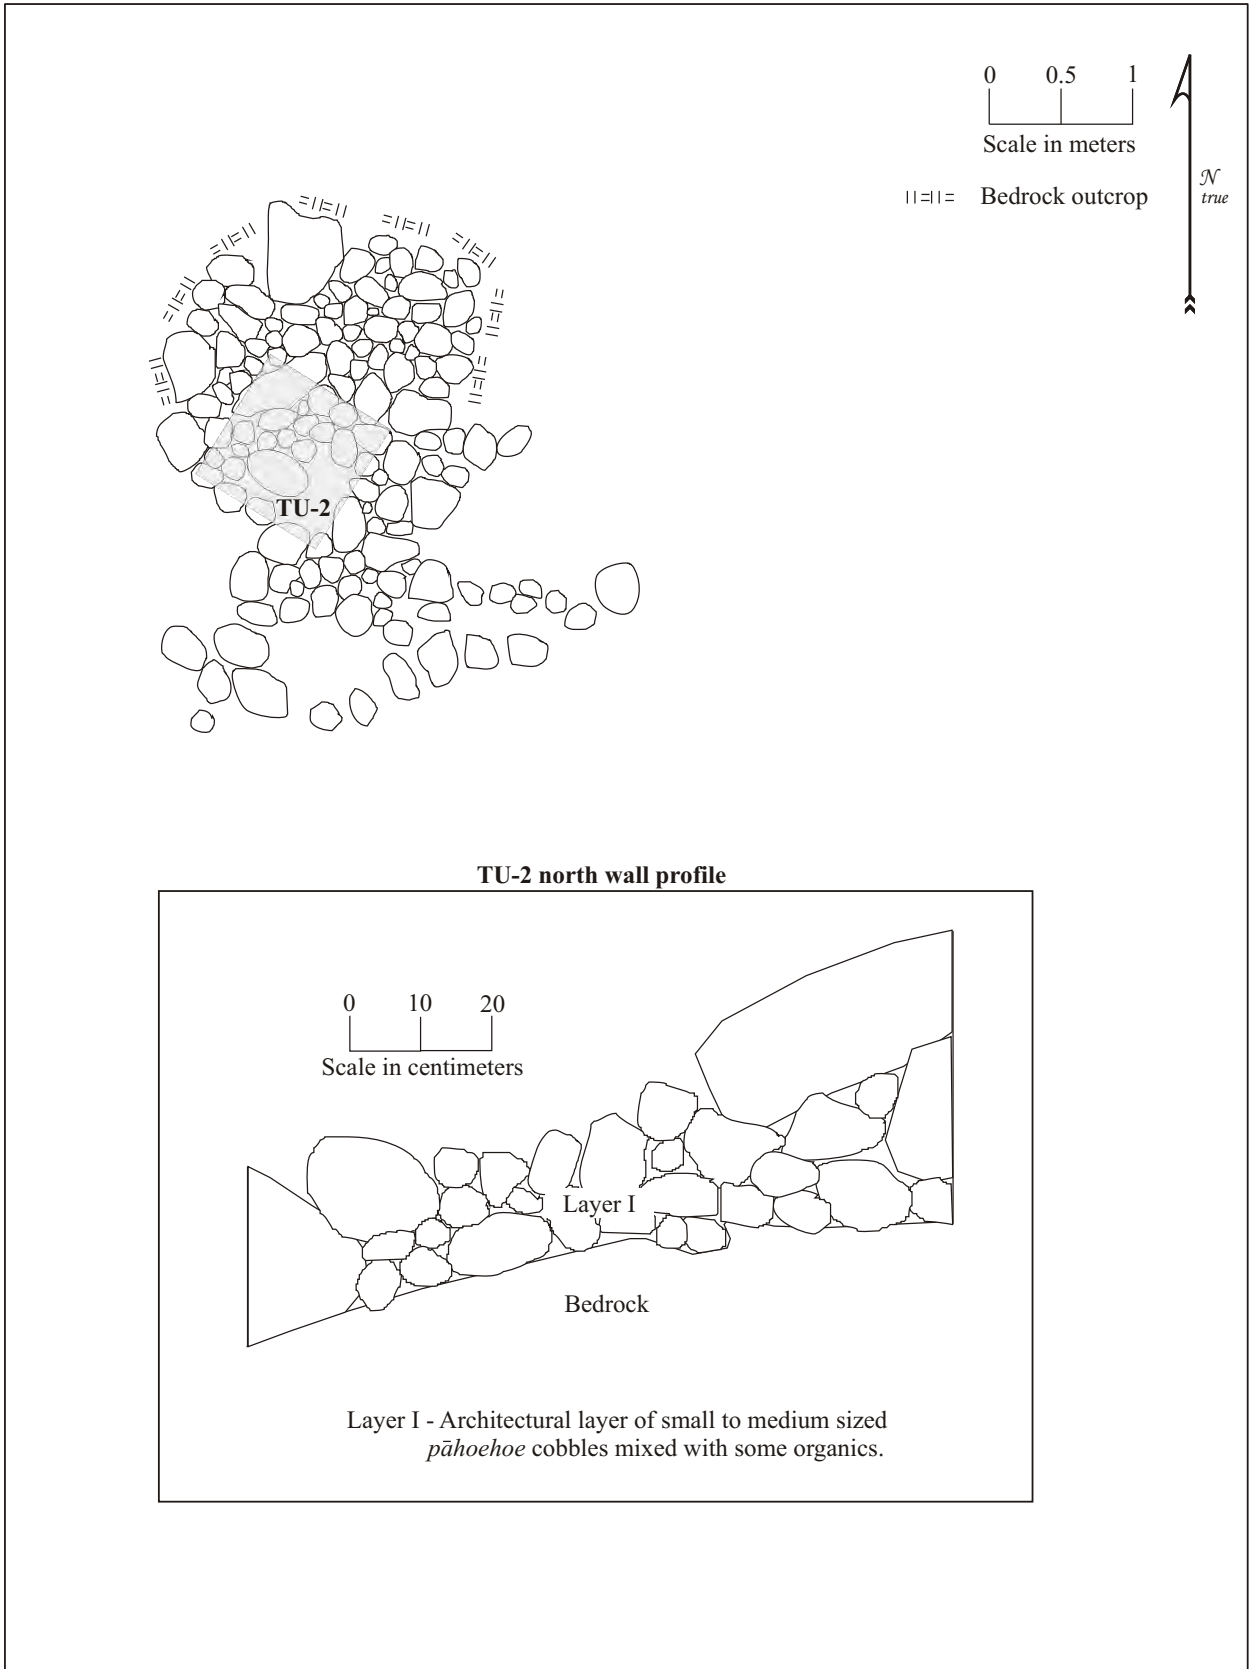 0 0.5 1
Scale in meters
N
true
Bedrock outcrop
TU-2
TU-2 north wall profile
0 10 20
Scale in centimeters
Layer I
Bedrock
Layer I - Architectural layer of small to medium sized
pāhoehoe cobbles mixed with some organics.